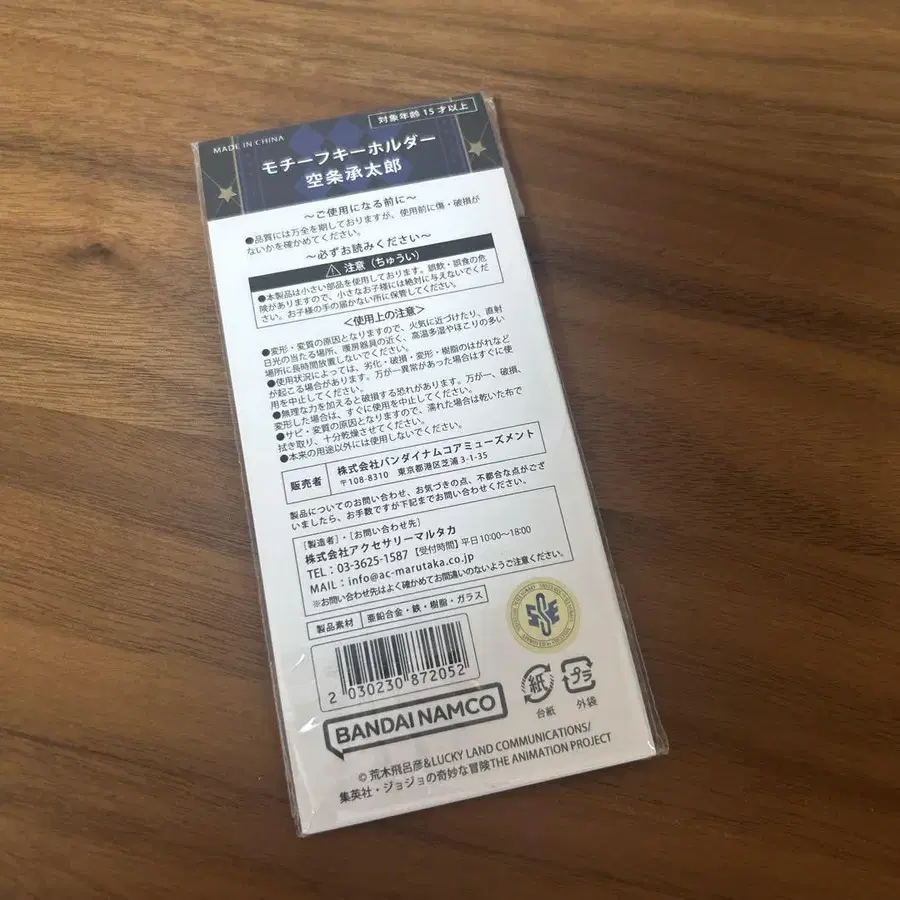 対象年齢15才以上
MADE IN CHINA
モチーフキーホルダー
空条承太郎
～ご使用になる前に～
●品質には万全を期しておりますが、使用前に傷・破損が
ないかを確かめてください。
～必ずお読みください～
⚠ 注意（ちゅうい）
●本製品は小さい部品を使用しております。誤飲・誤食の危
険がありますので、小さなお子様には絶対に与えないでくだ
さい。お子様の手の届かない所に保管してください。
＜使用上の注意＞
●変形・変質の原因となりますので、火気に近づけたり、直射
日光の当たる場所、暖房器具の近く、高温多湿やほこりの多い
場所に長時間放置しないでください。
●使用状況によっては、劣化・破損・変形・樹脂のはがれなど
が起こる場合があります。万が一異常があった場合はすぐに使
用を中止してください。
●無理な力を加えると破損する恐れがあります。万が一、破損、
変形した場合は、すぐに使用を中止してください。
●サビ・変質の原因となりますので、濡れた場合は乾いた布で
拭き取り、十分乾燥させてください。
●本来の用途以外には使用しないでください。
販売者 株式会社バンダイナムコアミューズメント
〒108-8310 東京都港区芝浦3-1-35
製品についてのお問い合わせ、お気づきの点、不都合な点がござ
いましたら、お手数ですが下記までお問い合わせください。
［製造者］・［お問い合わせ先］
株式会社アクセサリーマルタカ
TEL：03-3625-1587【受付時間】平日10:00～18:00
MAIL：info@ac-marutaka.co.jp
※お問い合わせ先はよく確かめてお間違いのないようご注意ください。
製品素材 亜鉛合金・鉄・樹脂・ガラス
2 030230 872052
紙
台紙
プラ
外袋
BANDAI NAMCO
© 荒木飛呂彦&LUCKY LAND COMMUNICATIONS/
集英社・ジョジョの奇妙な冒険THE ANIMATION PROJECT